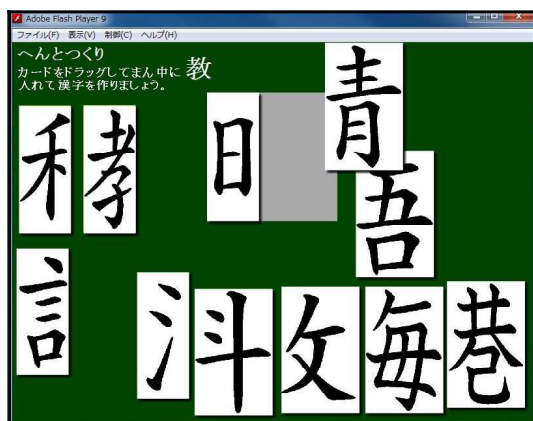 Adobe Flash Player 9
ファイル(F) 表示(V) 制御(C) ヘルプ(H)
へんとつくり
カードをドラッグしてまん中に 教
入れて漢字を作りましょう。
禾 孝 日 青
吾
言 氵 斗 攵 毎 巷